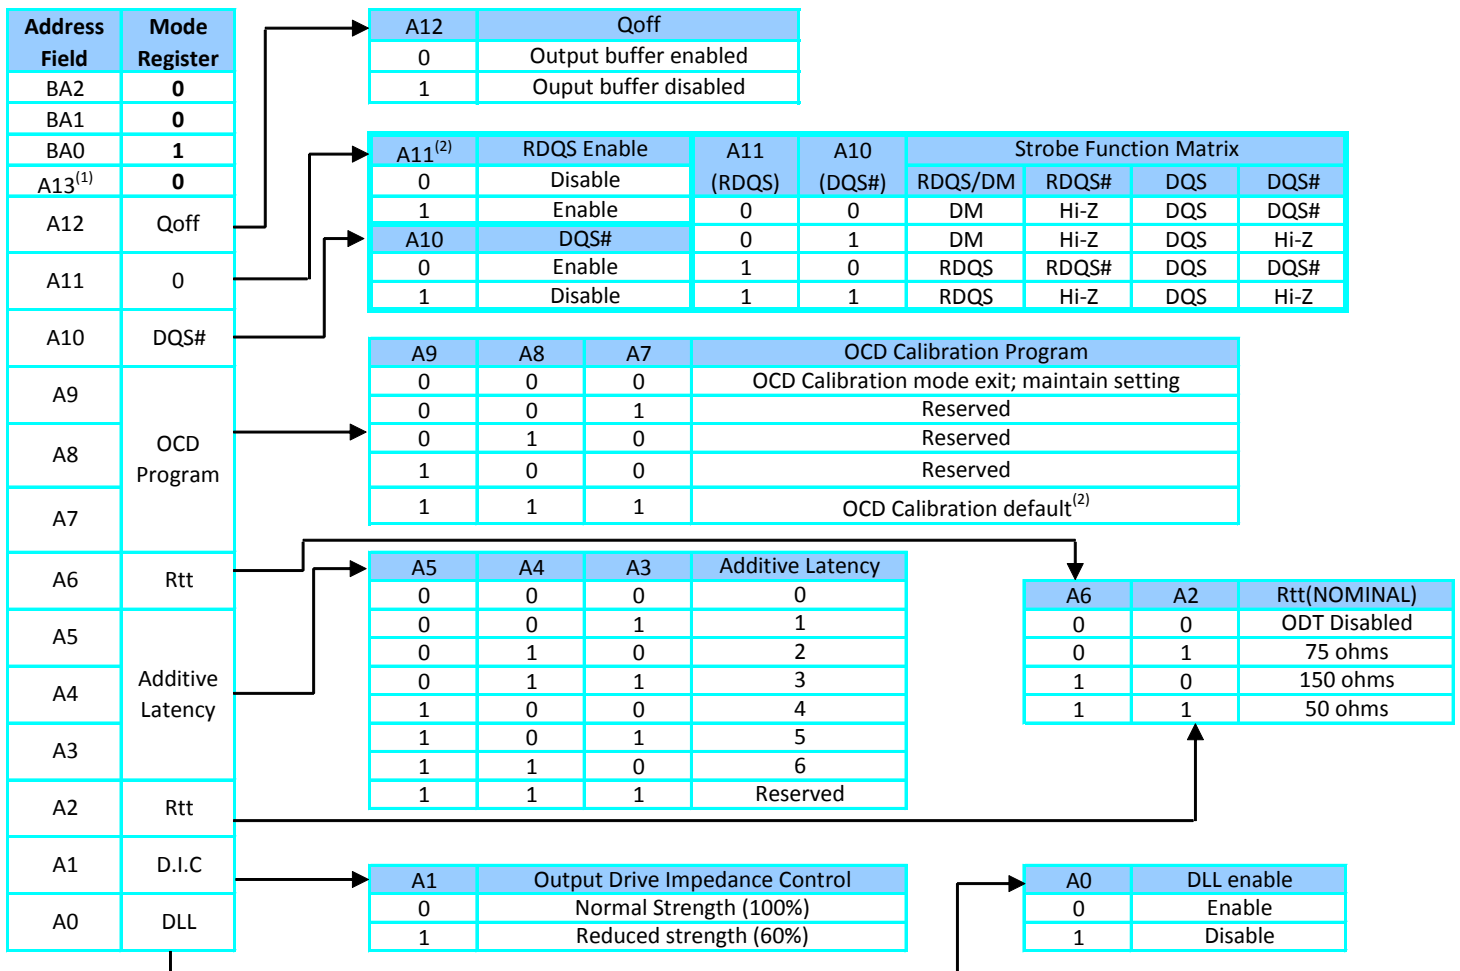 Address Field Mode Register
BA2 0
BA1 0
BA0 1
A13(1) 0
A12 Qoff
A11 0
A10 DQS#
A9
A8
A7
OCD Program
A6 Rtt
A5
A4
A3
Additive Latency
A2 Rtt
A1 D.I.C
A0 DLL
A12 Qoff
0 Output buffer enabled
1 Ouput buffer disabled
A11(2) RDQS Enable
0 Disable
1 Enable
A10 DQS#
0 Enable
1 Disable
A11 (RDQS) A10 (DQS#) Strobe Function Matrix
RDQS/DM RDQS# DQS DQS#
0 0 DM Hi-Z DQS DQS#
0 1 DM Hi-Z DQS Hi-Z
1 0 RDQS RDQS# DQS DQS#
1 1 RDQS Hi-Z DQS Hi-Z
A9 A8 A7 OCD Calibration Program
0 0 0 OCD Calibration mode exit; maintain setting
0 0 1 Reserved
0 1 0 Reserved
1 0 0 Reserved
1 1 1 OCD Calibration default(2)
A5 A4 A3 Additive Latency
0 0 0 0
0 0 1 1
0 1 0 2
0 1 1 3
1 0 0 4
1 0 1 5
1 1 0 6
1 1 1 Reserved
A6 A2 Rtt(NOMINAL)
0 0 ODT Disabled
0 1 75 ohms
1 0 150 ohms
1 1 50 ohms
A1 Output Drive Impedance Control
0 Normal Strength (100%)
1 Reduced strength (60%)
A0 DLL enable
0 Enable
1 Disable